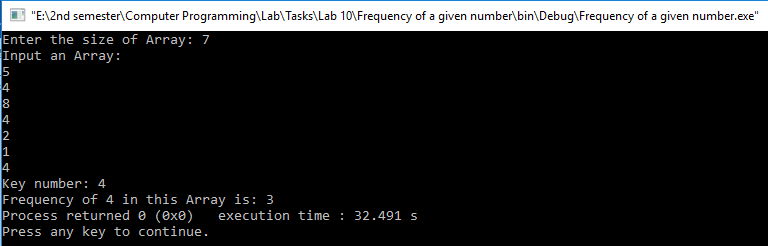 "E:\2nd semester\Computer Programming\Lab\Tasks\Lab 10\Frequency of a given number\bin\Debug\Frequency of a given number.exe"
Enter the size of Array: 7
Input an Array:
5
4
8
4
2
1
4
Key number: 4
Frequency of 4 in this Array is: 3
Process returned 0 (0x0)   execution time : 32.491 s
Press any key to continue.